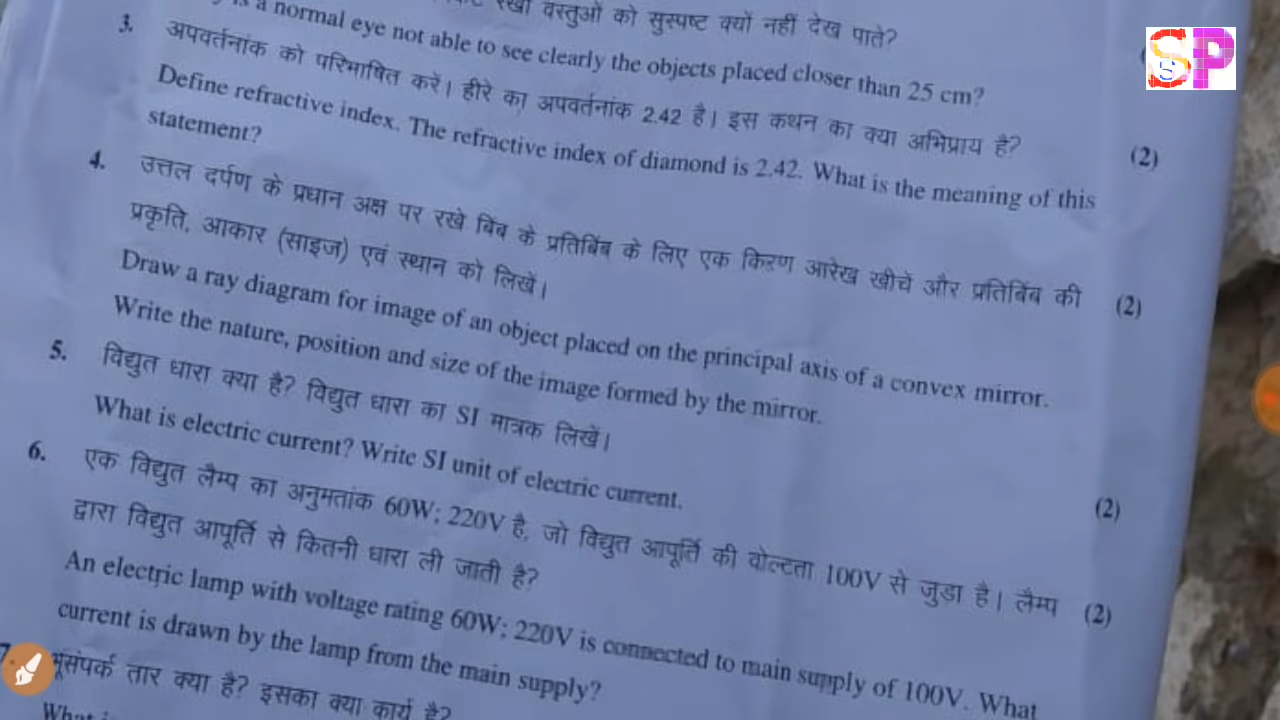 रखी वस्तुओं को सुस्पष्ट क्यों नहीं देख पाते?
is a normal eye not able to see clearly the objects placed closer than 25 cm?
3. अपवर्तनांक को परिभाषित करें। हीरे का अपवर्तनांक 2.42 है। इस कथन का क्या अभिप्राय है? (2)
Define refractive index. The refractive index of diamond is 2.42. What is the meaning of this
statement?
4. उत्तल दर्पण के प्रधान अक्ष पर रखे बिंब के प्रतिबिंब के लिए एक किरण आरेख खीचें और प्रतिबिंब की (2)
प्रकृति, आकार (साइज) एवं स्थान को लिखें।
Draw a ray diagram for image of an object placed on the principal axis of a convex mirror.
Write the nature, position and size of the image formed by the mirror.
5. विद्युत धारा क्या है? विद्युत धारा का SI मात्रक लिखें। (2)
What is electric current? Write SI unit of electric current.
6. एक विद्युत लैम्प का अनुमतांक 60W; 220V है, जो विद्युत आपूर्ति की वोल्टता 100V से जुडा है। लैम्प (2)
द्वारा विद्युत आपूर्ति से कितनी धारा ली जाती है?
An electric lamp with voltage rating 60W; 220V is connected to main supply of 100V. What
current is drawn by the lamp from the main supply?
भूसंपर्क तार क्या है? इसका क्या कार्य है?
What
SP
S